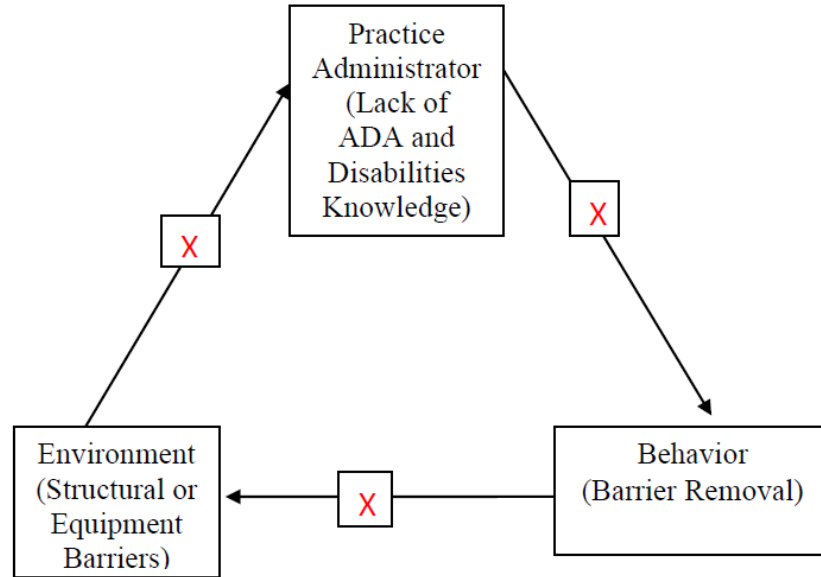 Practice
Administrator
(Lack of
ADA and
Disabilities
Knowledge)
X
X
Environment
(Structural or
Equipment
Barriers)
X
Behavior
(Barrier Removal)